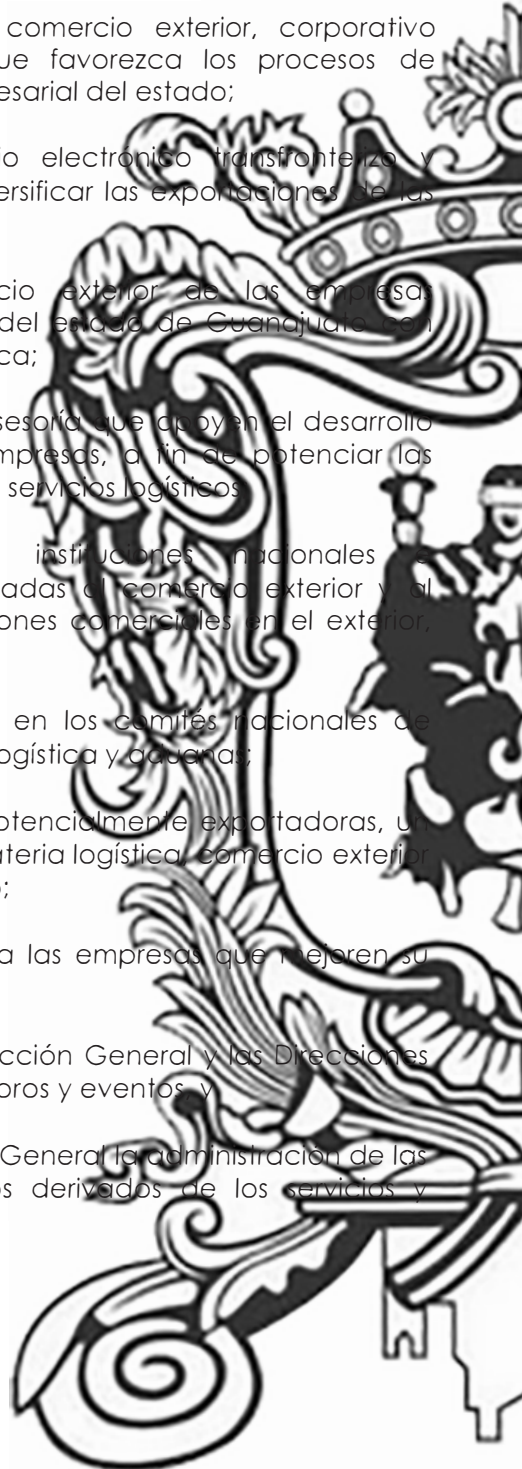 comercio exterior, corporativo
ue favorezca los procesos de
esarial del estado;
io electrónico transfronterizo y
ersificar las exportaciones de las
cio exterior de las empresas
del estado de Guanajuato con
ca;
sesoría que apoyen el desarrollo
mpresas, a fin de potenciar las
servicios logísticos
instituciones nacionales e
adas al comercio exterior y al
iones comerciales en el exterior,
en los comités nacionales de
ogística y aduanas;
otencialmente exportadoras, un
ateria logística, comercio exterior
o;
a las empresas que mejoren su
cción General y las Direcciones
oros y eventos, y
General la administración de las
os derivados de los servicios y